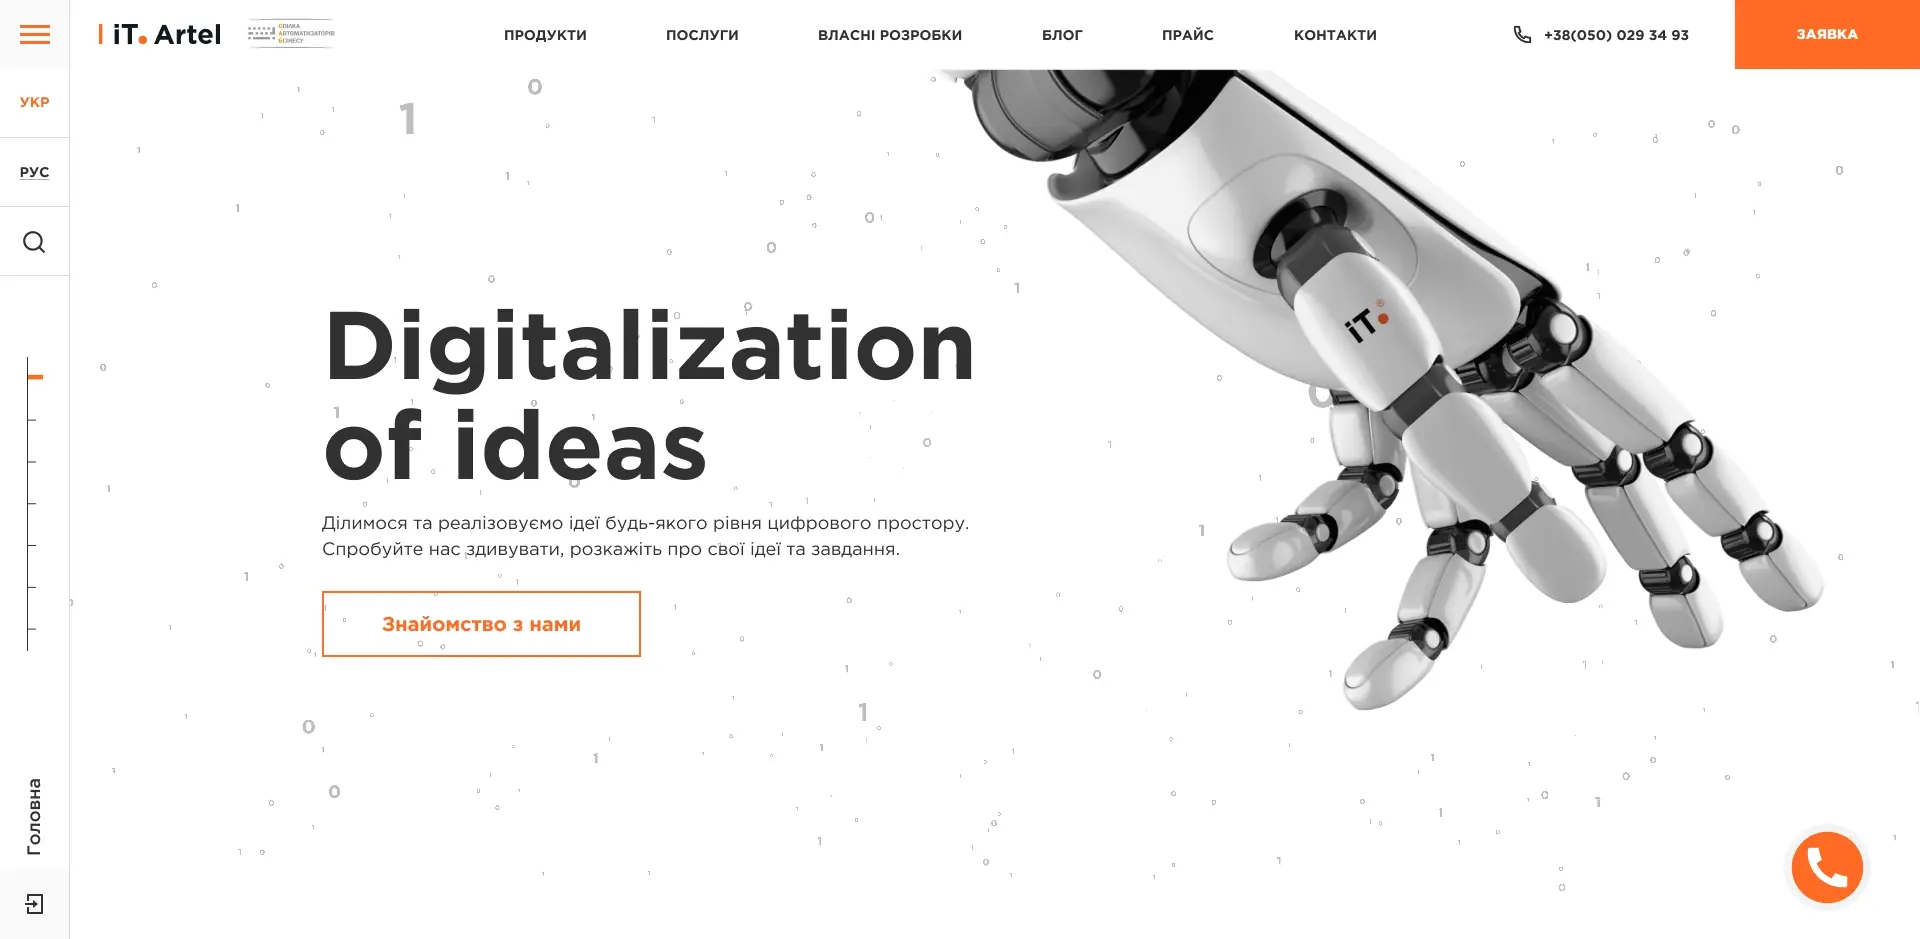 iT. Artel
СПІЛКА
АВТОМАТИЗАТОРІВ
БІЗНЕСУ
ПРОДУКТИ
ПОСЛУГИ
ВЛАСНІ РОЗРОБКИ
БЛОГ
ПРАЙС
КОНТАКТИ
+38(050) 029 34 93
ЗАЯВКА
УКР
РУС
Digitalization
of ideas
Ділимося та реалізовуємо ідеї будь-якого рівня цифрового простору.
Спробуйте нас здивувати, розкажіть про свої ідеї та завдання.
Знайомство з нами
iT.
Головна